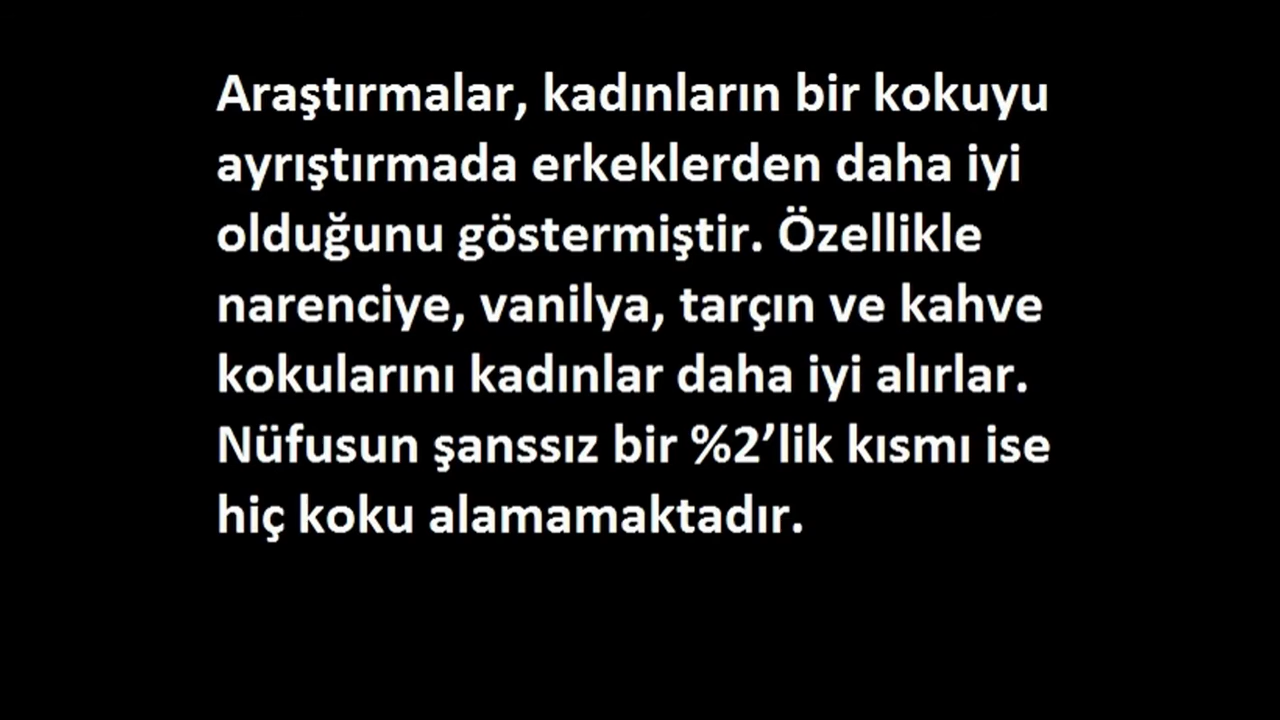 Araştırmalar, kadınların bir kokuyu
ayrıştırmada erkeklerden daha iyi
olduğunu göstermiştir. Özellikle
narenciye, vanilya, tarçın ve kahve
kokularını kadınlar daha iyi alırlar.
Nüfusun şanssız bir %2’lik kısmı ise
hiç koku alamamaktadır.